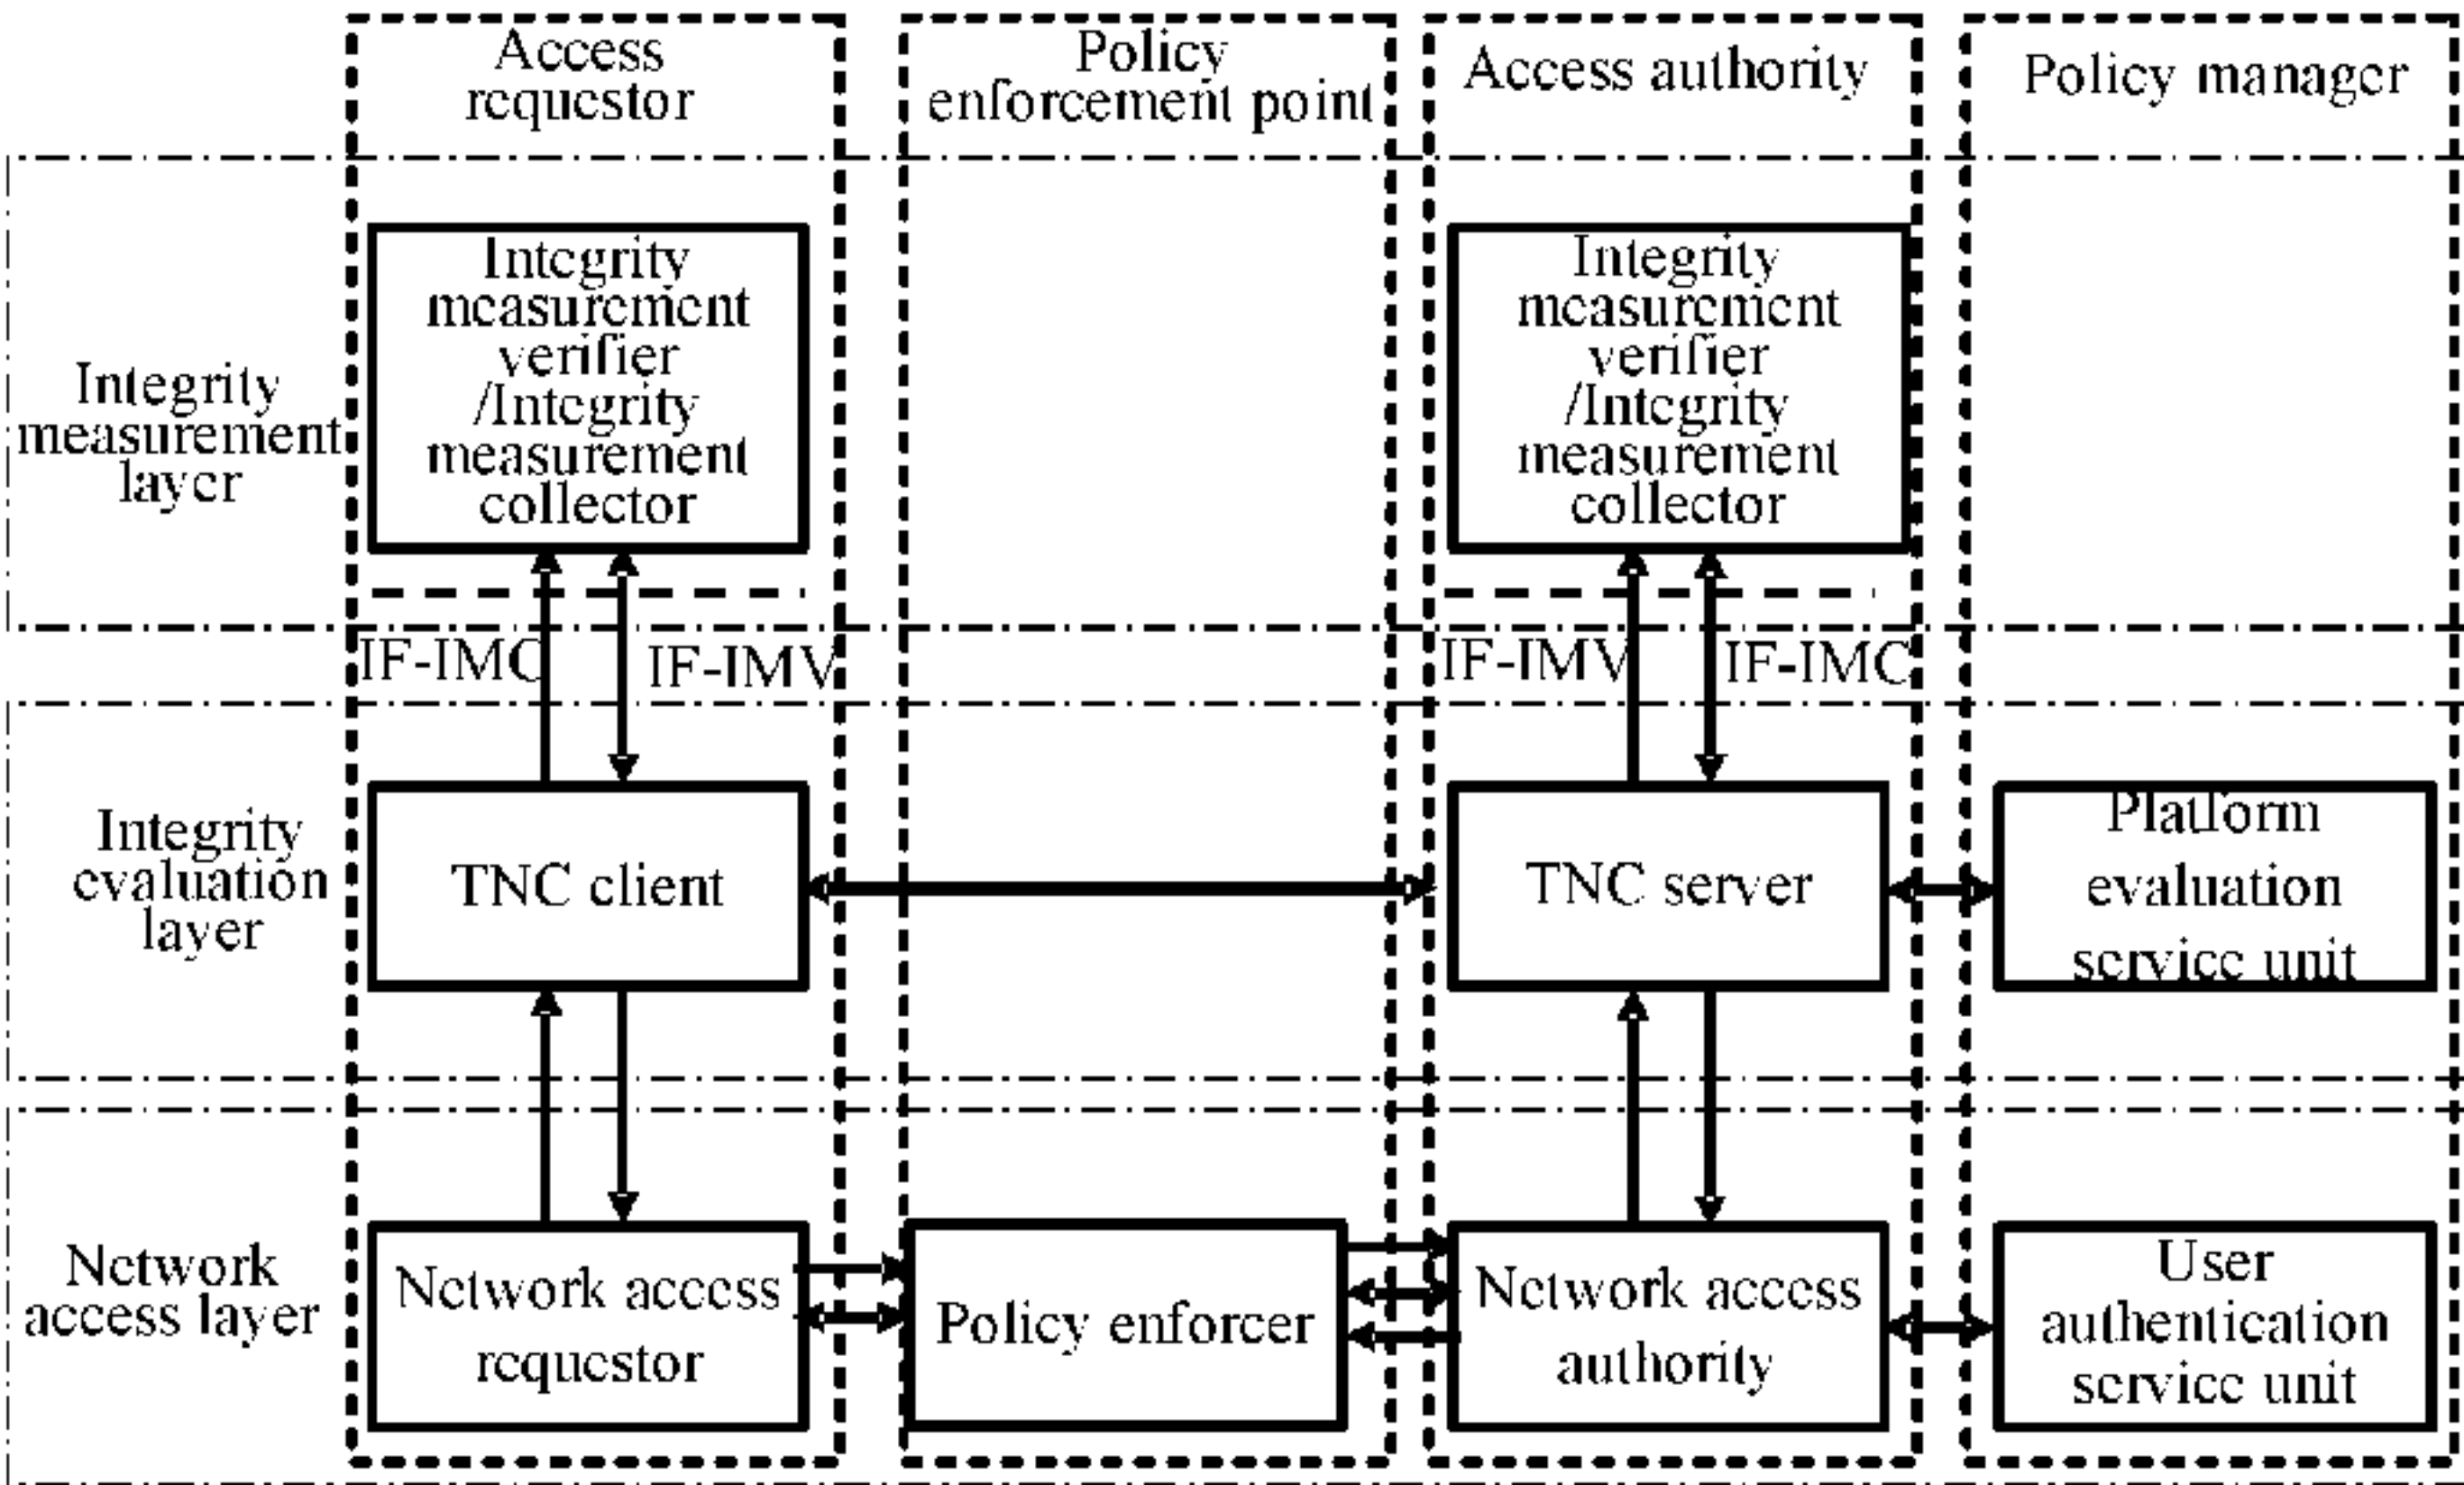 Access
requestor
Policy
enforcement point
Access authority
Policy manager
Integrity
measurement
layer
Integrity
measurement
verifier
/Integrity
measurement
collector
Integrity
measurement
verifier
/Integrity
measurement
collector
IF-IMC
IF-IMV
IF-IMV
IF-IMC
Integrity
evaluation
layer
TNC client
TNC server
Platform
evaluation
service unit
Network
access layer
Network access
requestor
Policy enforcer
Network access
authority
User
authentication
service unit